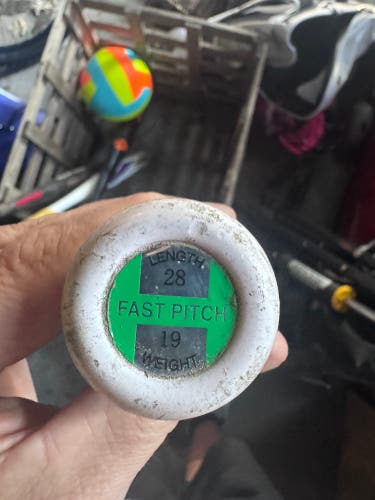 LENGTH
28
FAST PITCH
19
WEIGHT